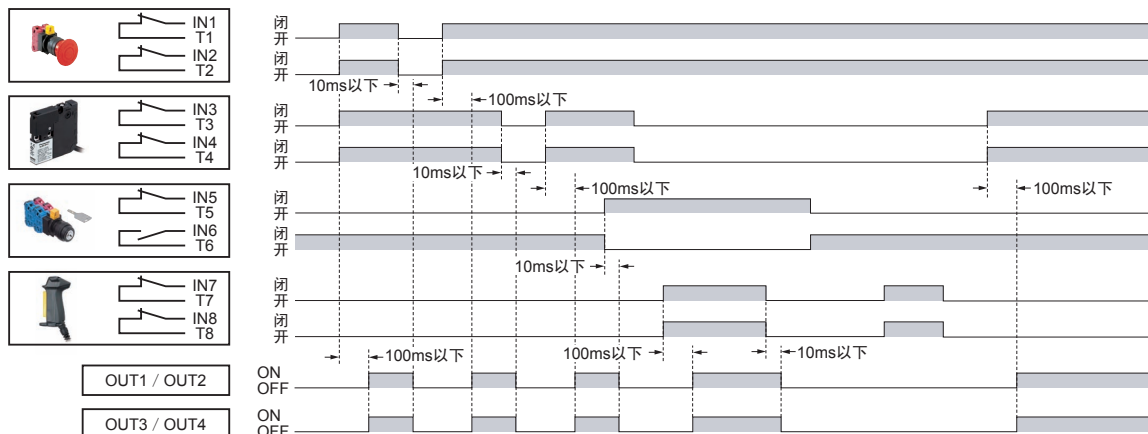 IN1
T1
IN2
T2
闭
开
闭
开
10ms以下
100ms以下
IN3
T3
IN4
T4
闭
开
闭
开
10ms以下
100ms以下
100ms以下
IN5
T5
IN6
T6
闭
开
闭
开
10ms以下
IN7
T7
IN8
T8
闭
开
闭
开
100ms以下
100ms以下
10ms以下
OUT1 / OUT2
ON
OFF
OUT3 / OUT4
ON
OFF